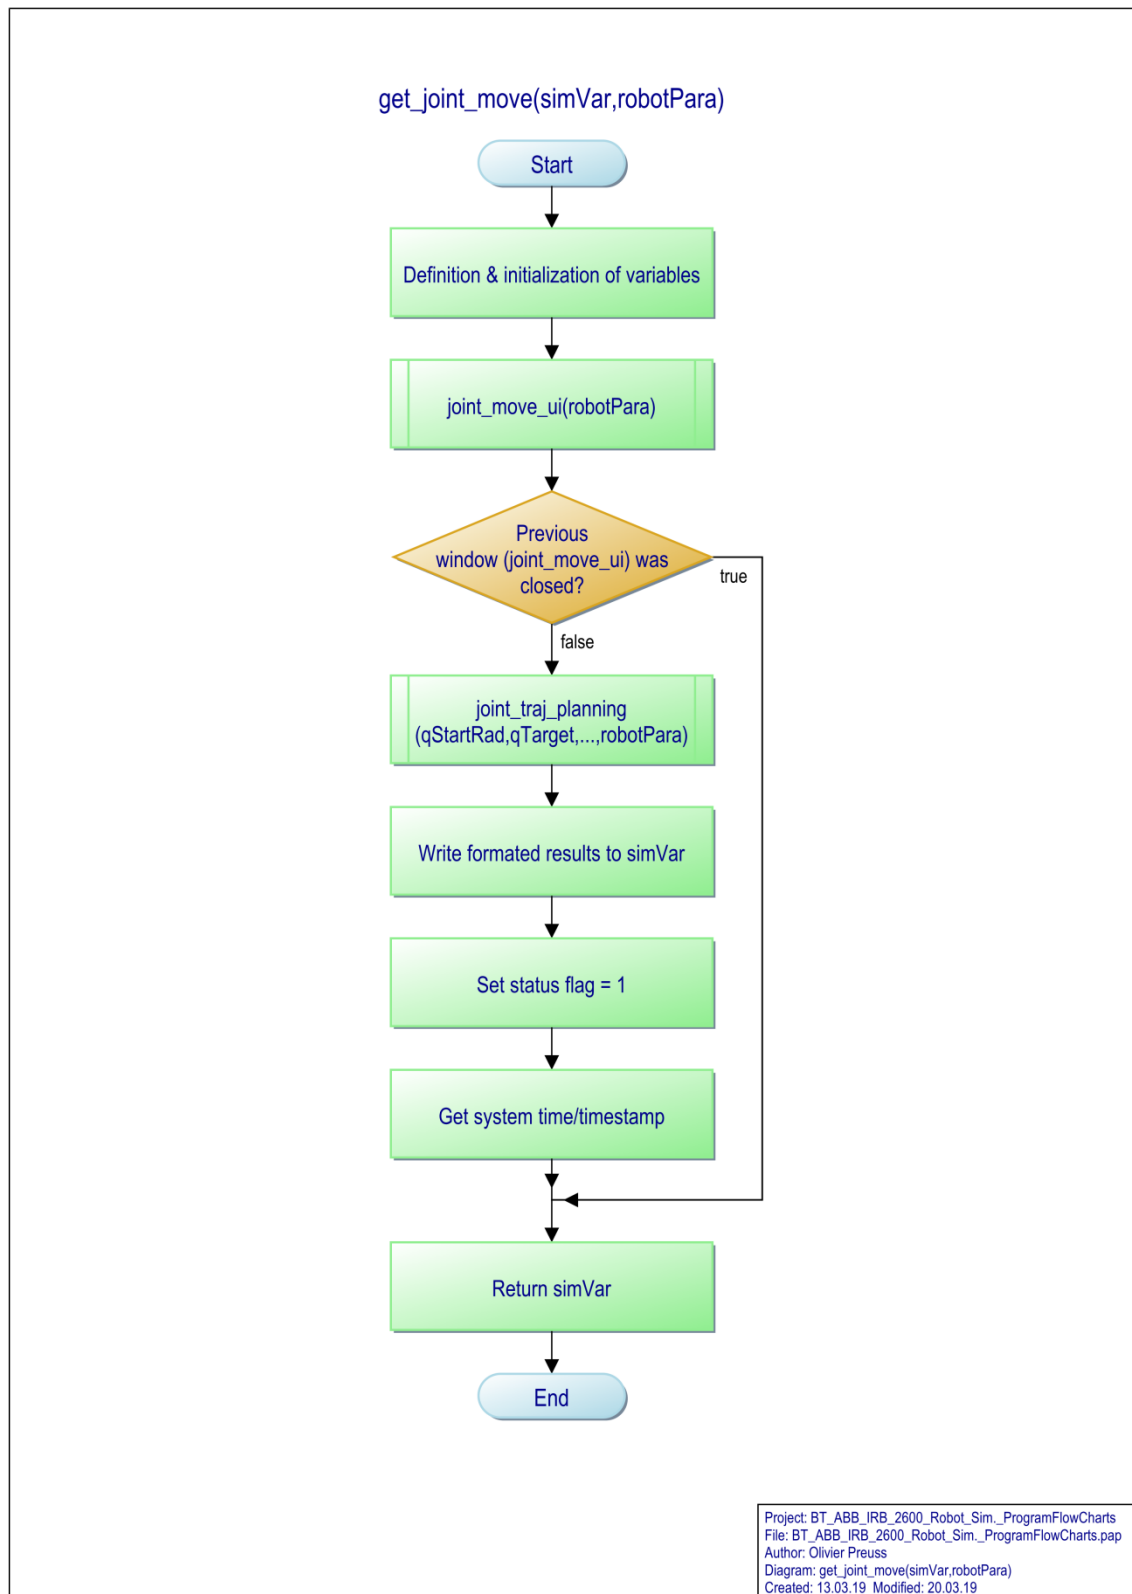 get_joint_move(simVar,robotPara)
Start
Definition & initialization of variables
joint_move_ui(robotPara)
Previous
window (joint_move_ui) was
closed?
true
false
joint_traj_planning
(qStartRad,qTarget,...,robotPara)
Write formated results to simVar
Set status flag = 1
Get system time/timestamp
Return simVar
End
Project: BT_ABB_IRB_2600_Robot_Sim._ProgramFlowCharts
File: BT_ABB_IRB_2600_Robot_Sim._ProgramFlowCharts.pap
Author: Olivier Preuss
Diagram: get_joint_move(simVar,robotPara)
Created: 13.03.19 Modified: 20.03.19